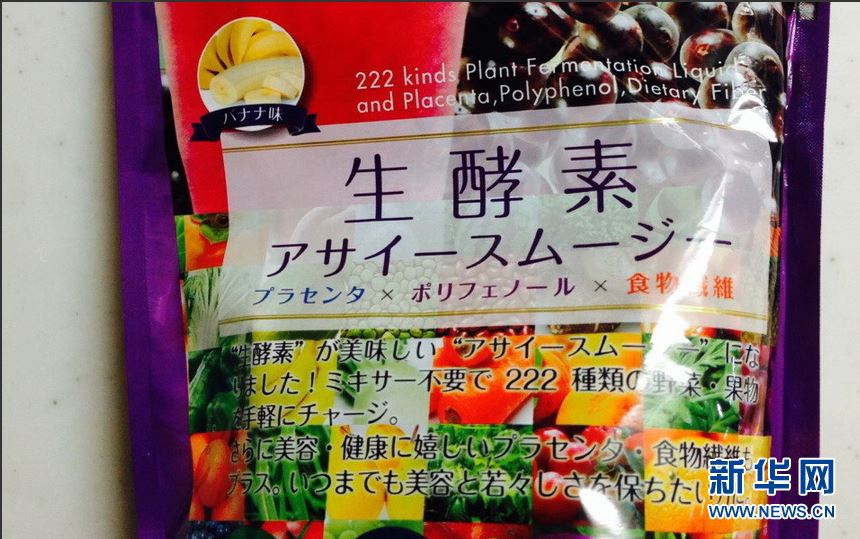 バナナ味
222 kinds Plant Fermentation Liquid
and Placenta, Polyphenol, Dietary Fiber
生酵素
アサイースムージー
プラセンタ × ポリフェノール × 食物繊維
“生酵素”が美味しい“アサイースムージー”にな
りました！ミキサー不要で 222 種類の野菜・果物
を手軽にチャージ。
さらに美容・健康に嬉しいプラセンタ・食物繊維も
プラス。いつまでも美容と若々しさを保ちたい
新华网
WWW.NEWS.CN